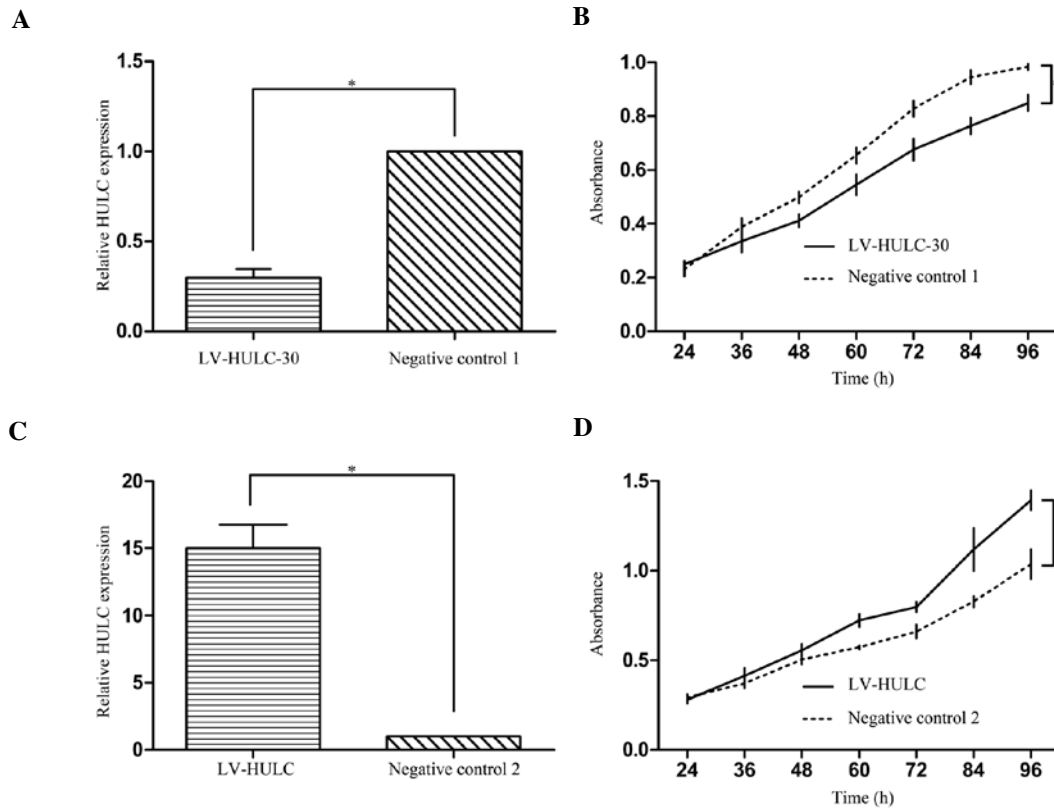 A
1.5
1.0
0.5
0.0
Relative HULC expression
*
LV-HULC-30
Negative control 1
B
1.0
0.8
0.6
0.4
0.2
0.0
Absorbance
LV-HULC-30
Negative control 1
24 36 48 60 72 84 96
Time (h)
C
20
15
10
5
0
Relative HULC expression
*
LV-HULC
Negative control 2
D
1.5
1.0
0.5
0.0
Absorbance
LV-HULC
Negative control 2
24 36 48 60 72 84 96
Time (h)